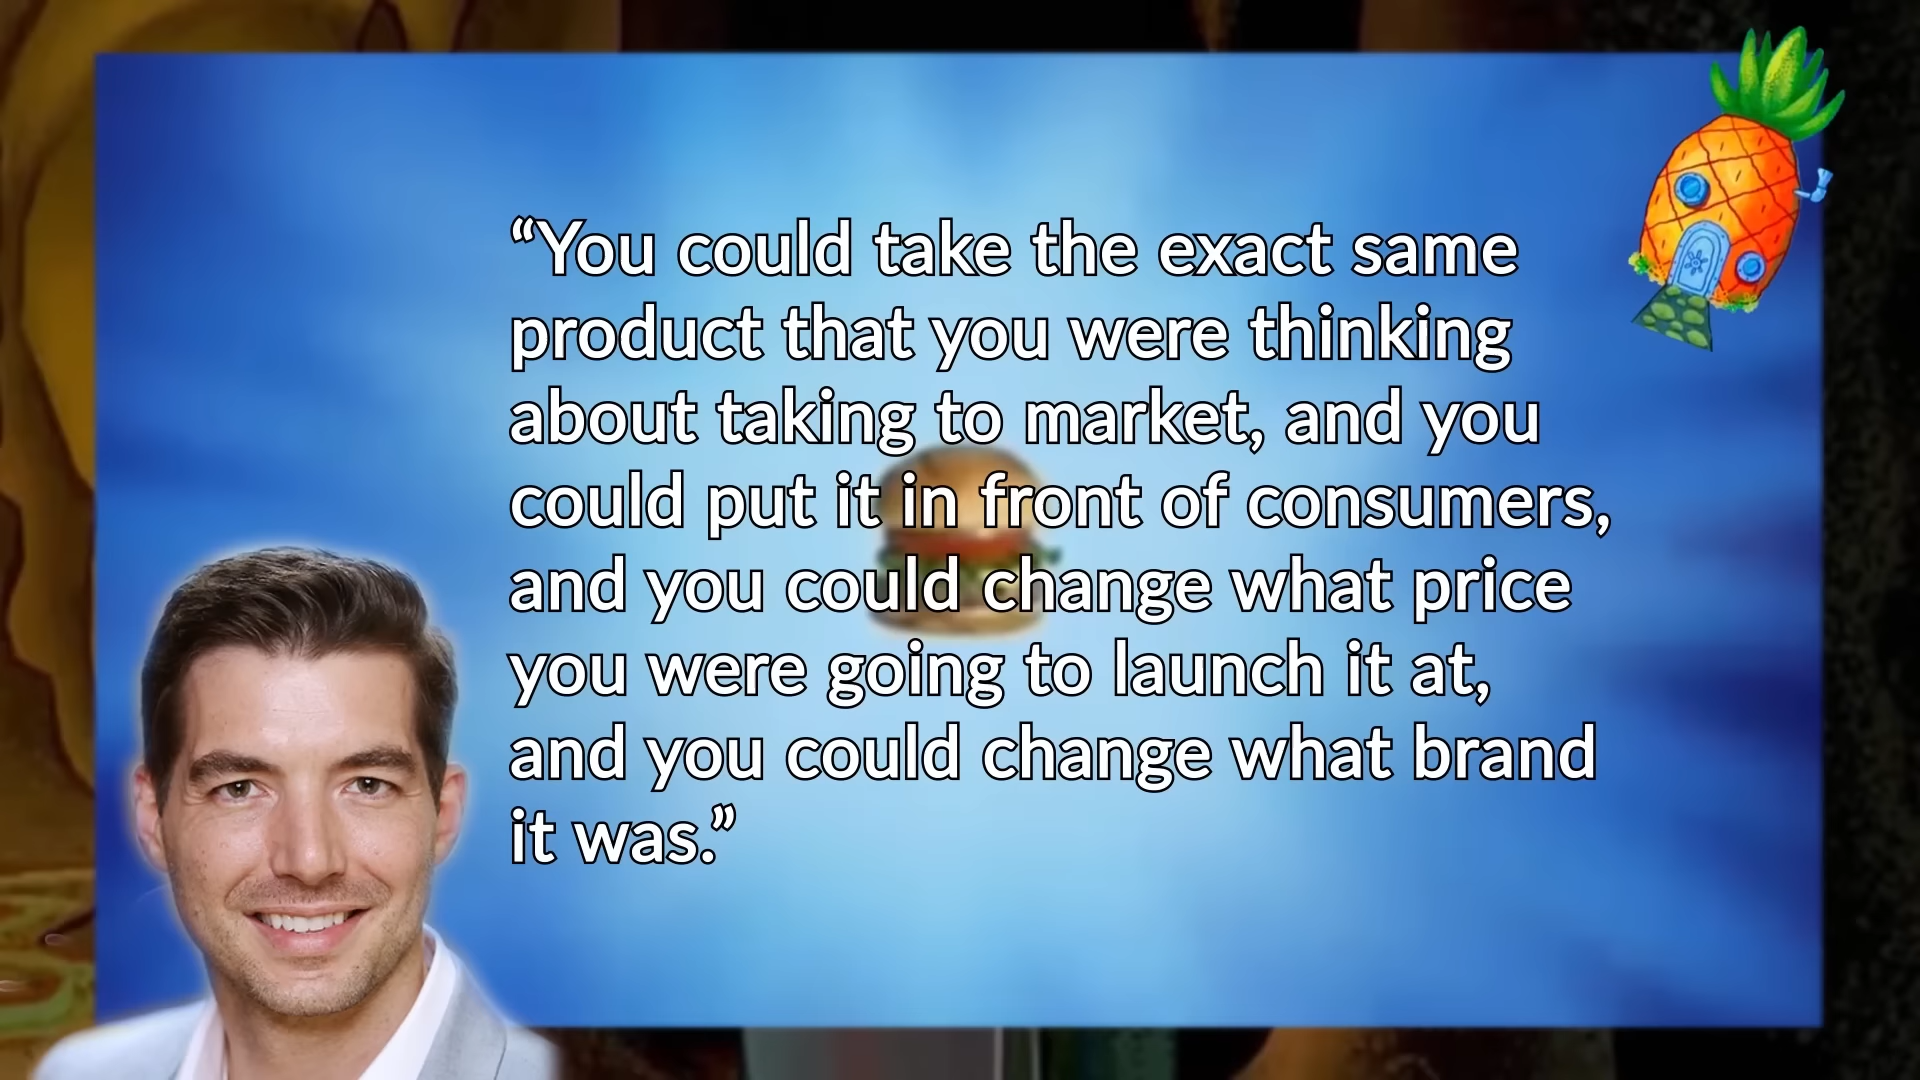 “You could take the exact same
product that you were thinking
about taking to market, and you
could put it in front of consumers,
and you could change what price
you were going to launch it at,
and you could change what brand
it was.”